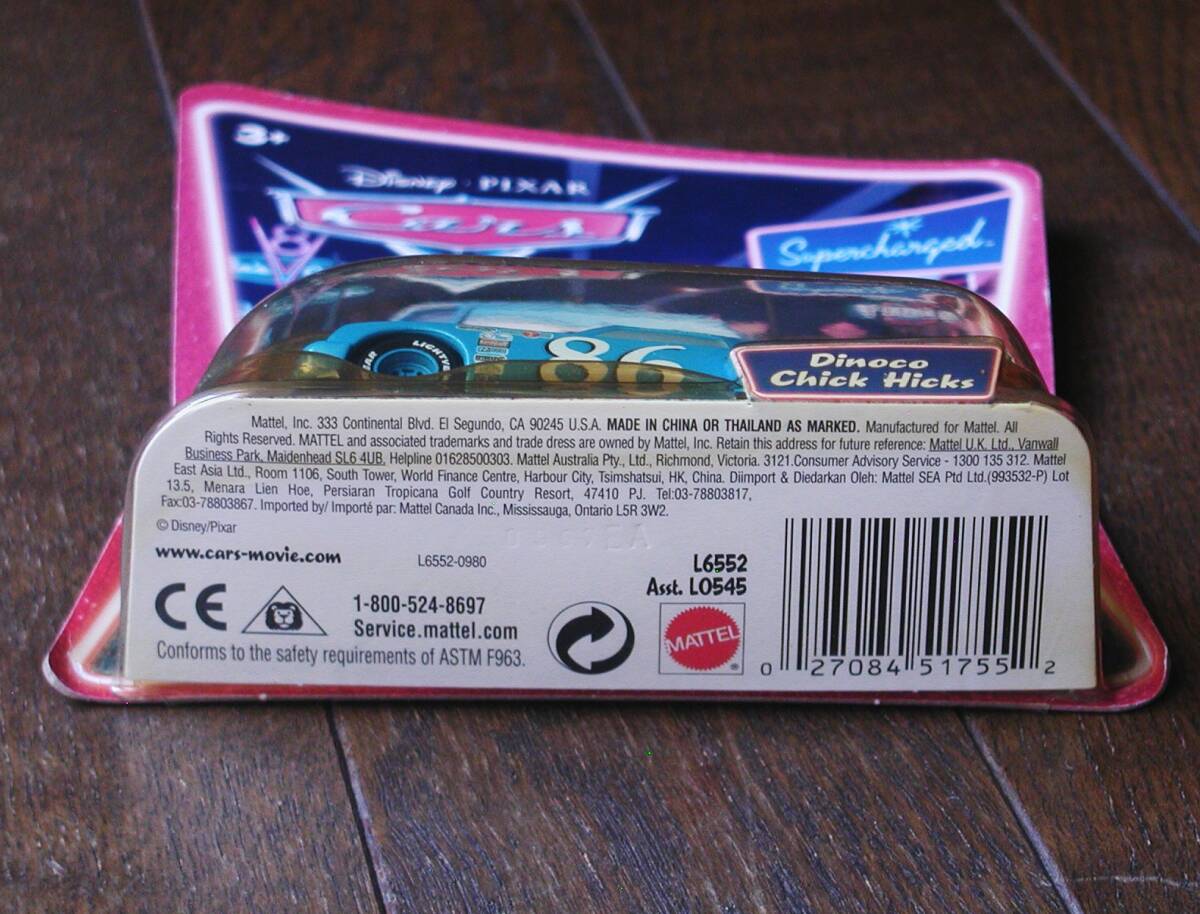 3+
Disney · PIXAR
Cars
V8
Supercharged.
LIGHTYE
86
Dinoco
Chick Hicks
Mattel, Inc. 333 Continental Blvd. El Segundo, CA 90245 U.S.A. MADE IN CHINA OR THAILAND AS MARKED. Manufactured for Mattel. All
Rights Reserved. MATTEL and associated trademarks and trade dress are owned by Mattel, Inc. Retain this address for future reference: Mattel U.K. Ltd., Vanwall
Business Park, Maidenhead SL6 4UB. Helpline 01628500303. Mattel Australia Pty., Ltd., Richmond, Victoria. 3121.Consumer Advisory Service - 1300 135 312. Mattel
East Asia Ltd., Room 1106, South Tower, World Finance Centre, Harbour City, Tsimshatsui, HK, China. Diimport & Diedarkan Oleh: Mattel SEA Ptd Ltd.(993532-P) Lot
13.5, Menara Lien Hoe, Persiaran Tropicana Golf Country Resort, 47410 PJ. Tel:03-78803817,
Fax:03-78803867. Imported by/ Importé par: Mattel Canada Inc., Mississauga, Ontario L5R 3W2.
© Disney/Pixar
www.cars-movie.com
L6552-0980
L6552
Asst. L0545
CE
1-800-524-8697
Service.mattel.com
Conforms to the safety requirements of ASTM F963.
MATTEL®
0 27084 51755 2